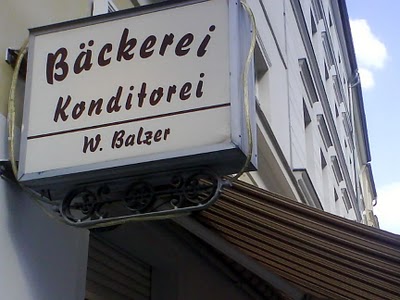 Bäckerei
Konditorei
W. Balzer